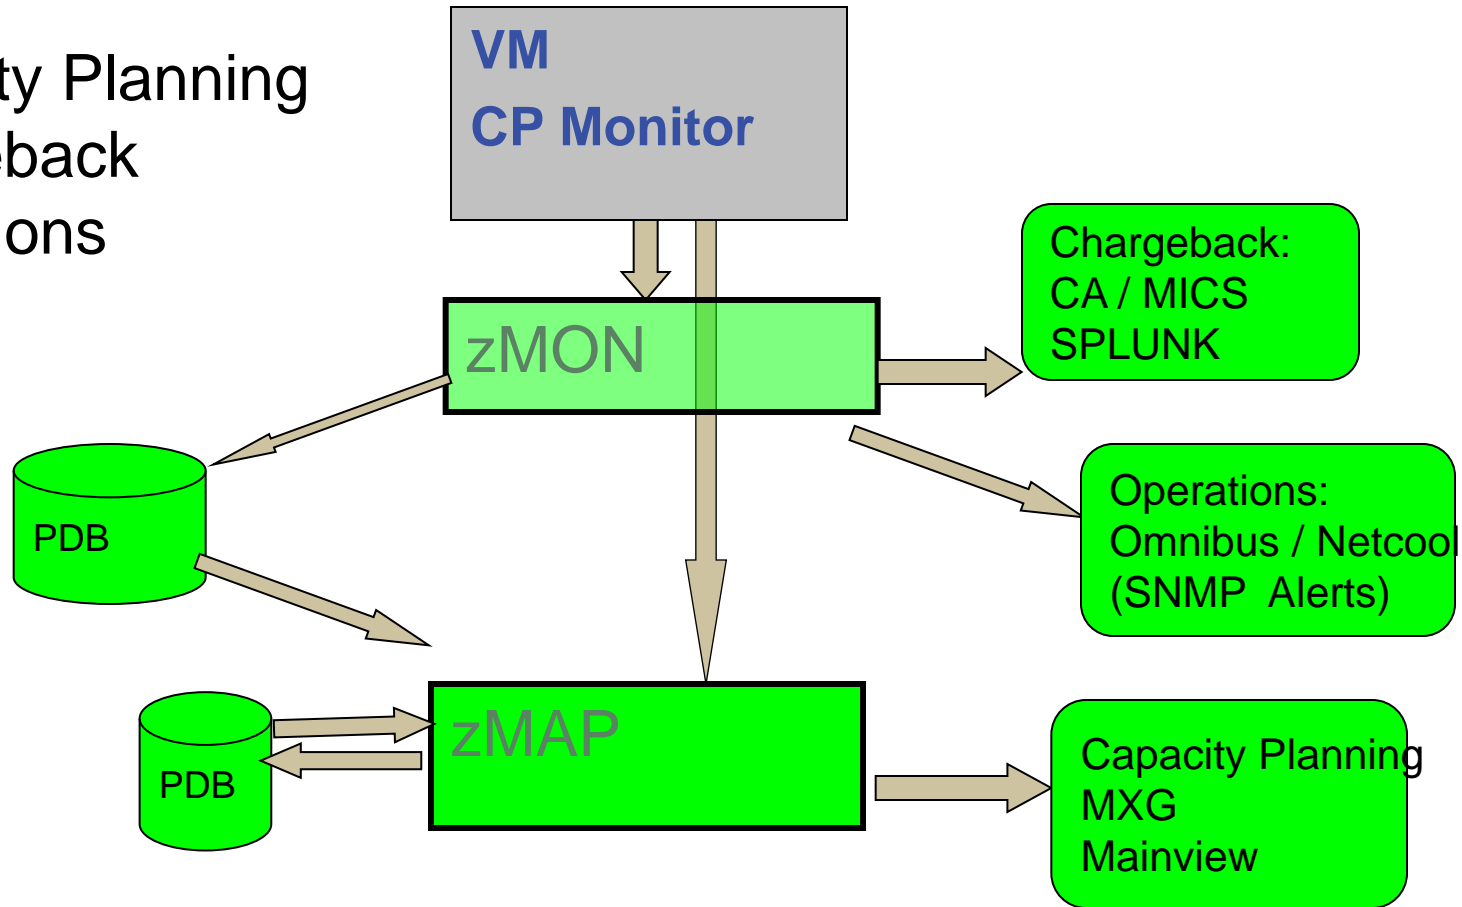 ty Planning
eback
ons
VM
CP Monitor
zMON
Chargeback:
CA / MICS
SPLUNK
Operations:
Omnibus / Netcool
(SNMP Alerts)
PDB
zMAP
PDB
Capacity Planning
MXG
Mainview